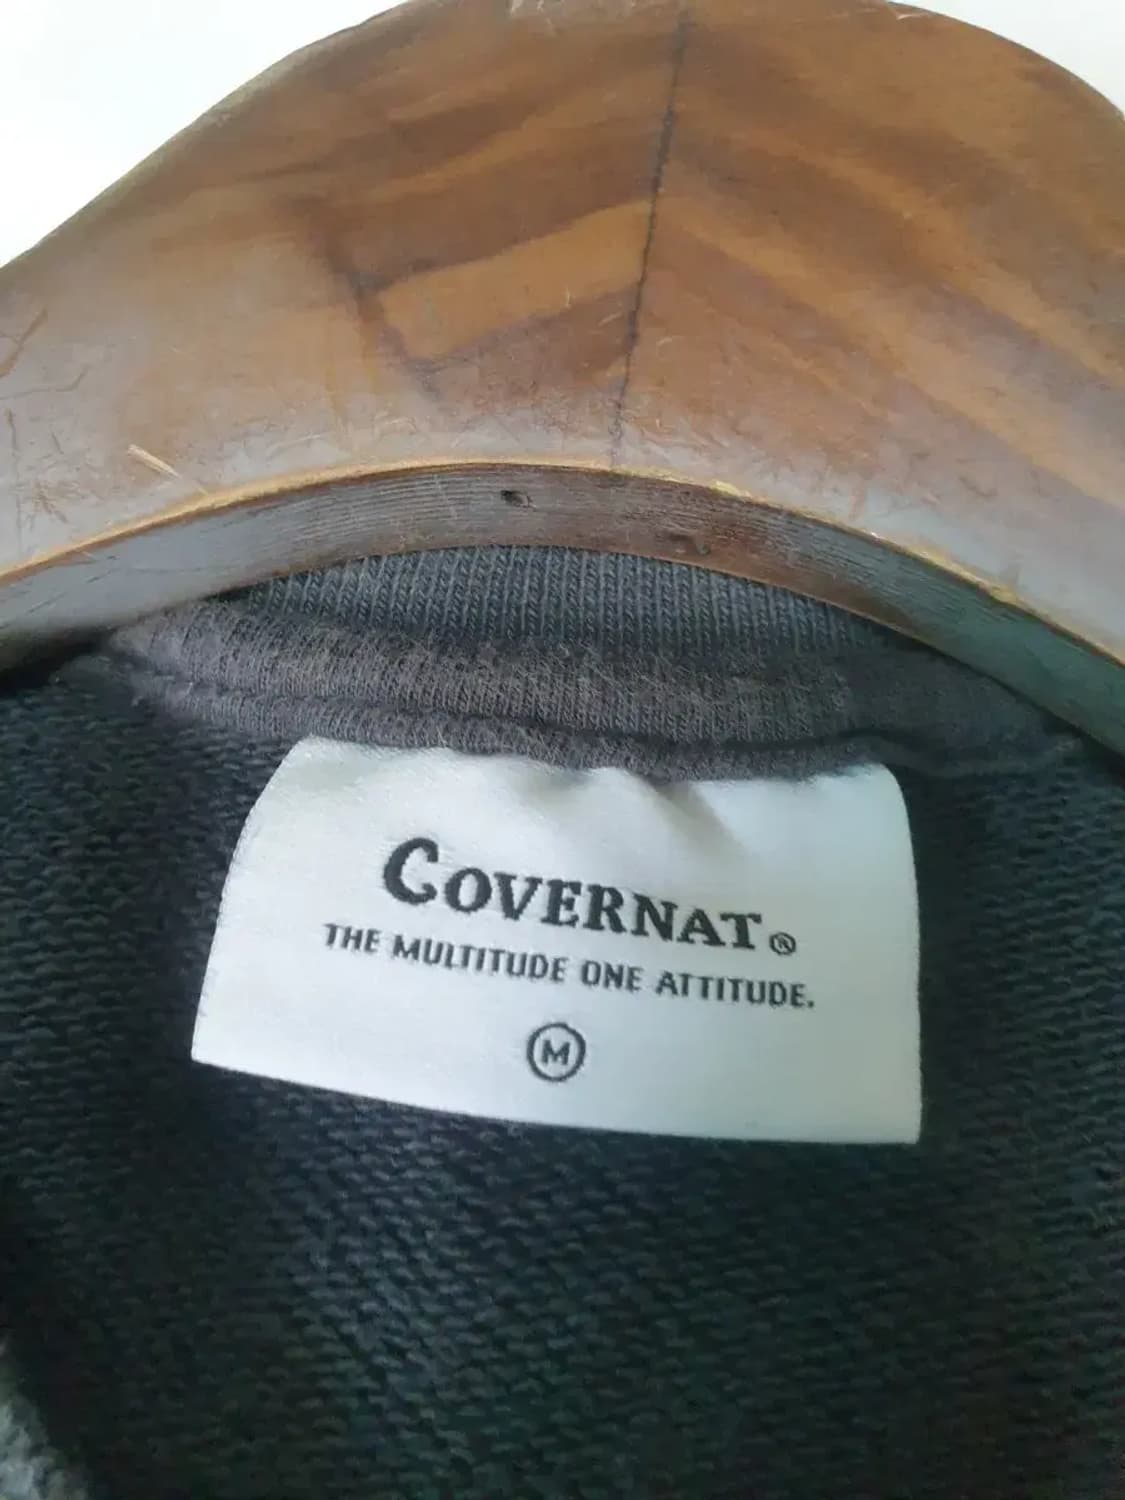 COVERNAT®
THE MULTITUDE ONE ATTITUDE.
M